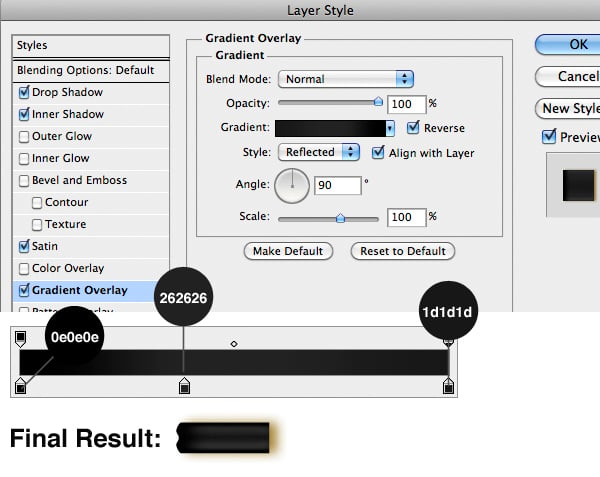 Layer Style
Styles
Blending Options: Default
Drop Shadow
Inner Shadow
Outer Glow
Inner Glow
Bevel and Emboss
Contour
Texture
Satin
Color Overlay
Gradient Overlay
Gradient Overlay
Gradient
Blend Mode: Normal
Opacity: 100 %
Gradient: Reverse
Style: Reflected Align with Layer
Angle: 90 °
Scale: 100 %
Make Default Reset to Default
OK
Cancel
New Style
Preview
0e0e0e
262626
1d1d1d
Final Result: